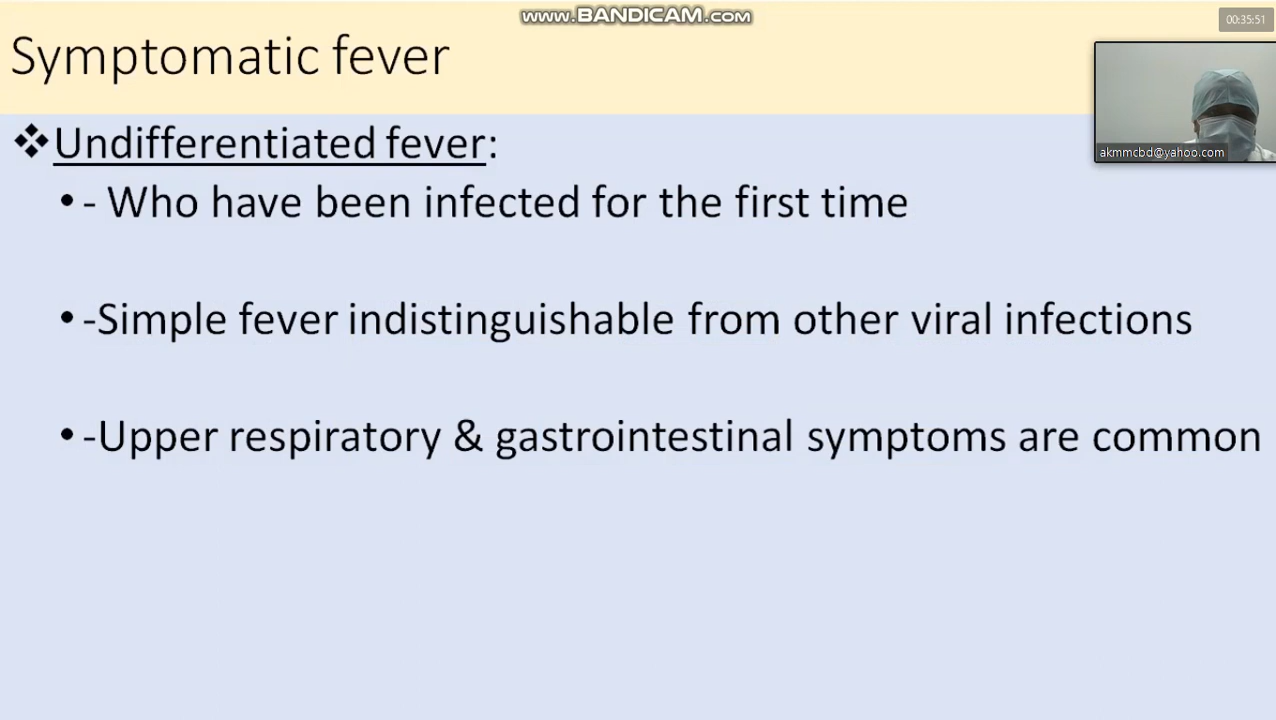 www.BANDICAM.com
00:35:51
Symptomatic fever
akmmcbd@yahoo.com
❖Undifferentiated fever:
•- Who have been infected for the first time
•-Simple fever indistinguishable from other viral infections
•-Upper respiratory & gastrointestinal symptoms are common